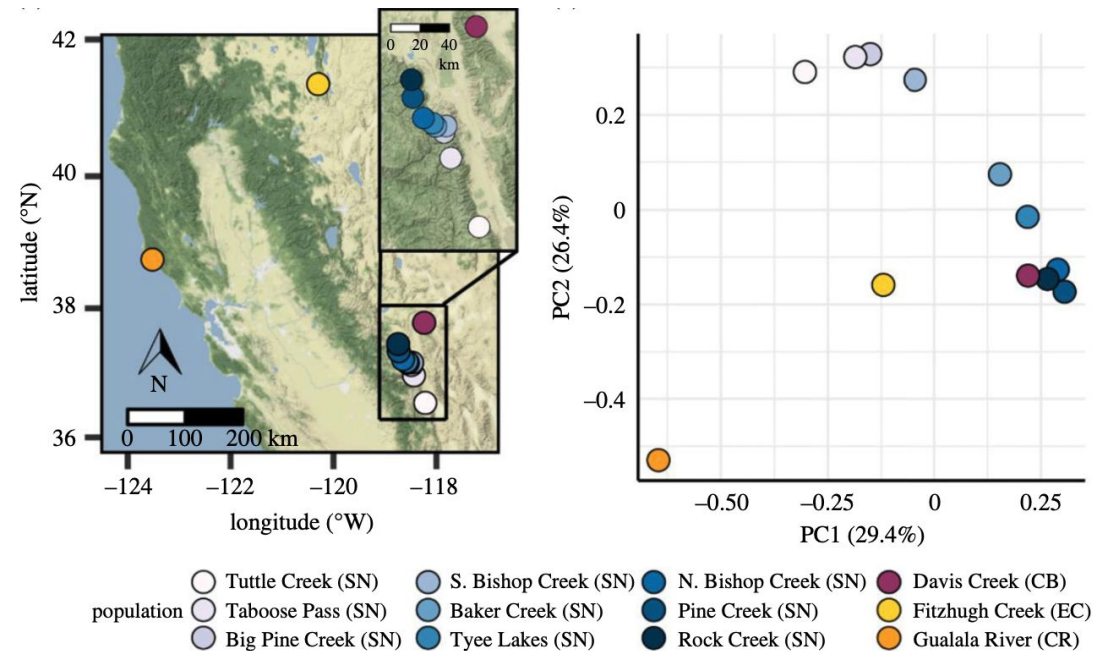 42
40
38
36
latitude (°N)
−124
−122
−120
−118
longitude (°W)
N
0 100 200 km
0 20 40
km
0.2
0
−0.2
−0.4
PC2 (26.4%)
−0.50
−0.25
0
0.25
PC1 (29.4%)
population
Tuttle Creek (SN)
Taboose Pass (SN)
Big Pine Creek (SN)
S. Bishop Creek (SN)
Baker Creek (SN)
Tyee Lakes (SN)
N. Bishop Creek (SN)
Pine Creek (SN)
Rock Creek (SN)
Davis Creek (CB)
Fitzhugh Creek (EC)
Gualala River (CR)